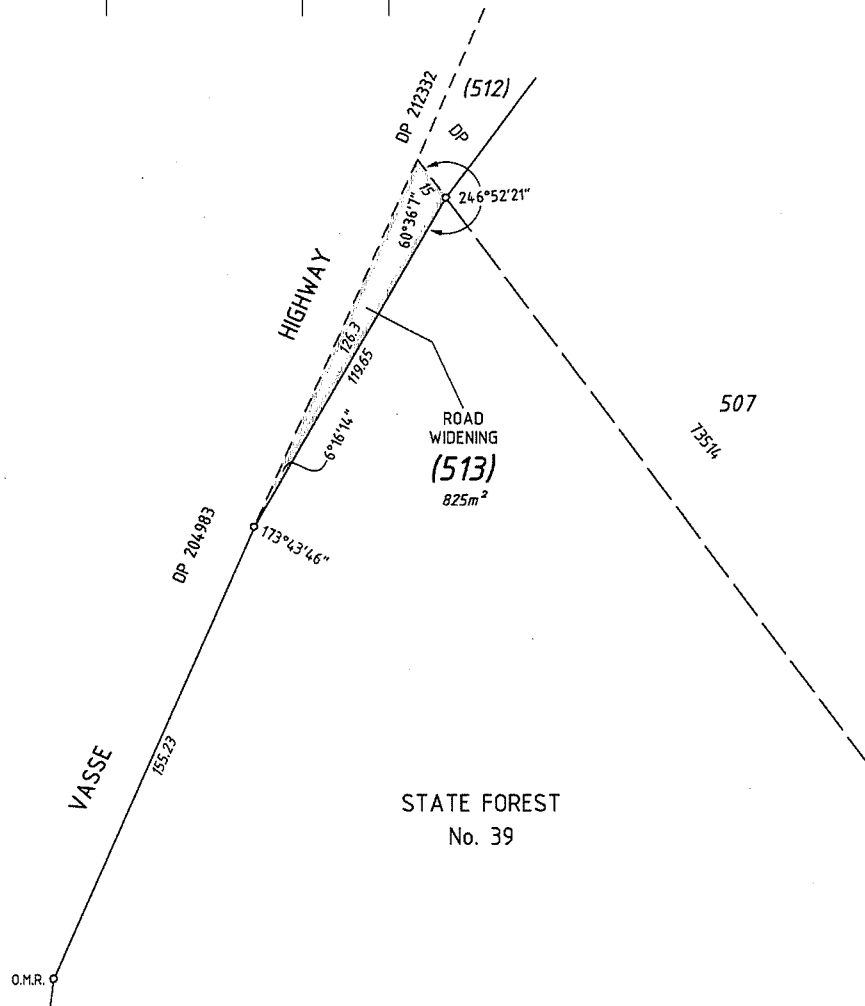 DP 212332
(512)
DP
15
246°52'21"
60°36'7"
HIGHWAY
126.3
119.65
507
73514
ROAD
WIDENING
(513)
825m²
6°16'14"
DP 204983
173°43'46"
VASSE
155.23
STATE FOREST
No. 39
O.M.R.